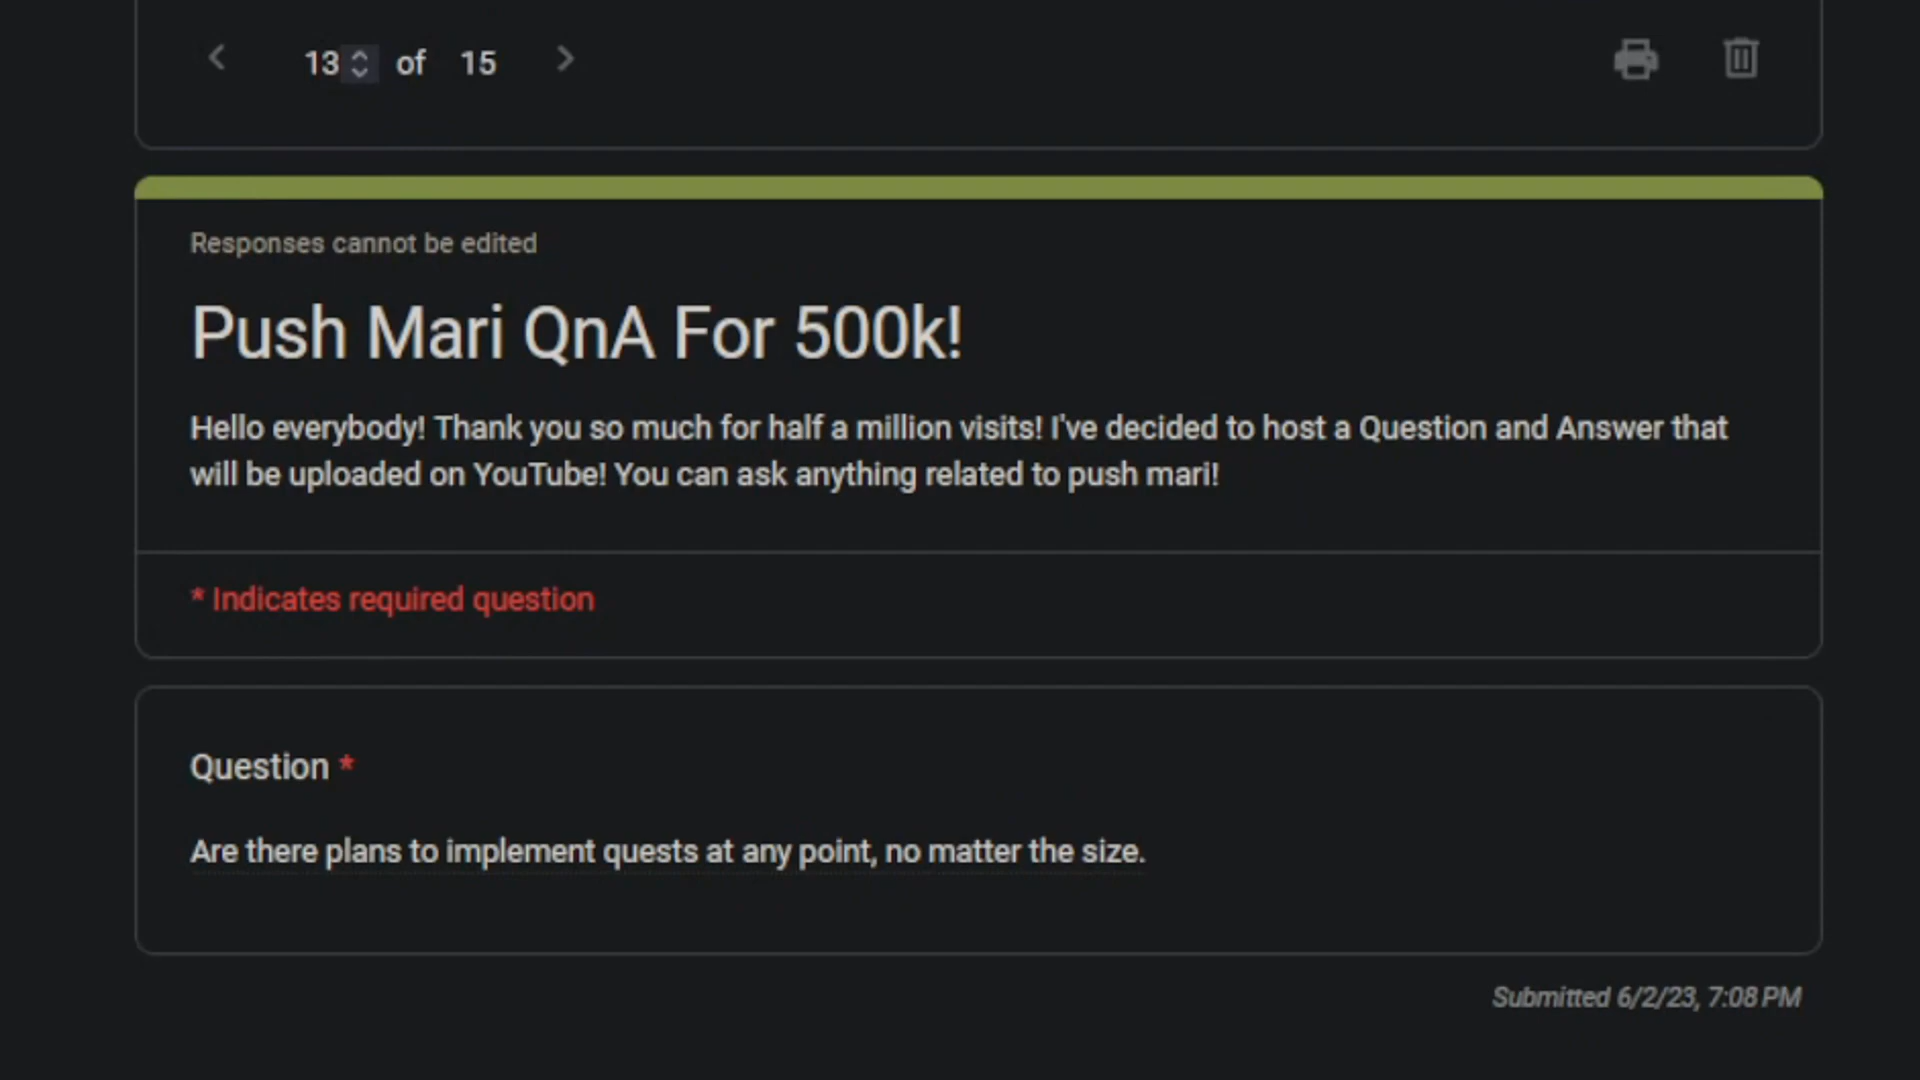 13 of 15
Responses cannot be edited
Push Mari QnA For 500k!
Hello everybody! Thank you so much for half a million visits! I've decided to host a Question and Answer that
will be uploaded on YouTube! You can ask anything related to push mari!
* Indicates required question
Question *
Are there plans to implement quests at any point, no matter the size.
Submitted 6/2/23, 7:08 PM